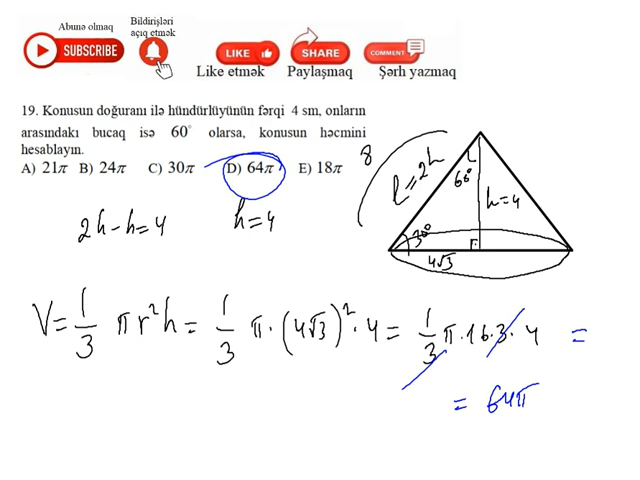 Abunə olmaq
Bildirişləri
açıq etmək
SUBSCRIBE
LIKE
SHARE
COMMENT
Like etmək Paylaşmaq Şərh yazmaq
19. Konusun doğuranı ilə hündürlüyünün fərqi 4 sm, onların
arasındakı bucaq isə 60° olarsa, konusun həcmini
hesablayın.
A) 21π B) 24π C) 30π D) 64π E) 18π
8
l=2h
60°
h=4
30°
4√3
2h-h=4 h=4
V=1/3 πr²h = 1/3 π·(4√3)²·4 = 1/3 π·16·3·4 =
= 64π